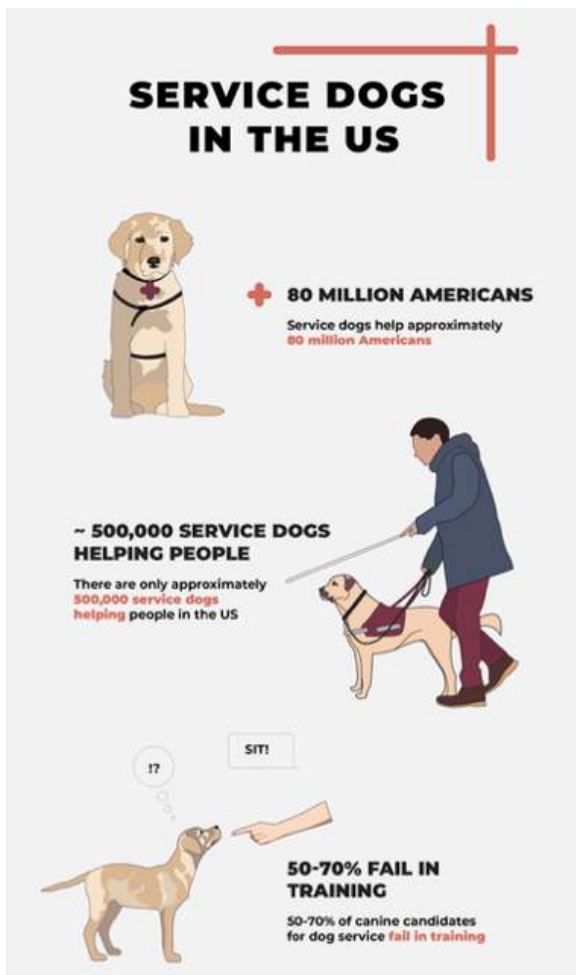 SERVICE DOGS
IN THE US
80 MILLION AMERICANS
Service dogs help approximately
80 million Americans
~ 500,000 SERVICE DOGS
HELPING PEOPLE
There are only approximately
500,000 service dogs
helping people in the US
SIT!
!?
50-70% FAIL IN
TRAINING
50-70% of canine candidates
for dog service fail in training